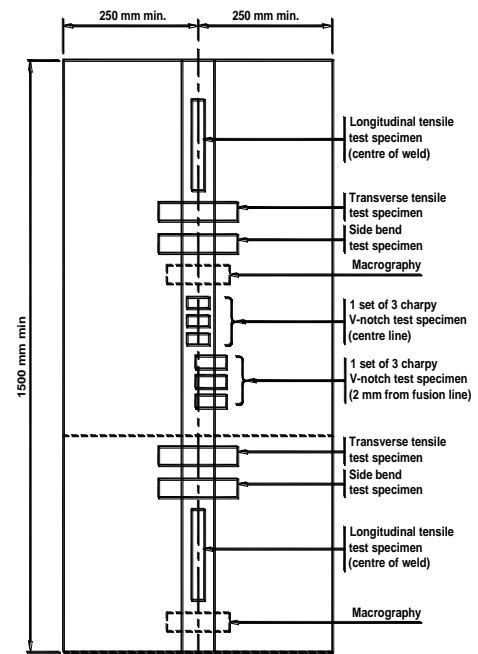 250 mm min.
250 mm min.
1500 mm min
Longitudinal tensile
test specimen
(centre of weld)
Transverse tensile
test specimen
Side bend
test specimen
Macrography
1 set of 3 charpy
V-notch test specimen
(centre line)
1 set of 3 charpy
V-notch test specimen
(2 mm from fusion line)
Transverse tensile
test specimen
Side bend
test specimen
Longitudinal tensile
test specimen
(centre of weld)
Macrography